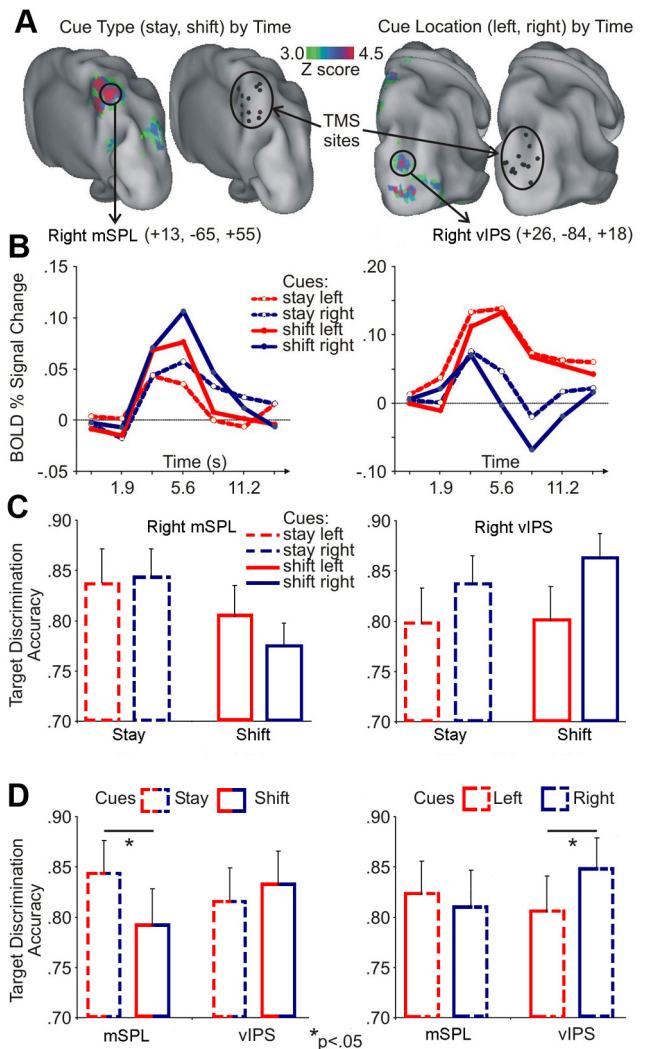 A
Cue Type (stay, shift) by Time
Cue Location (left, right) by Time
3.0 4.5
Z score
TMS
sites
Right mSPL (+13, -65, +55)
Right vIPS (+26, -84, +18)
B
BOLD % Signal Change
.15
.10
.05
0
-.05
Time (s)
1.9 5.6 11.2
Cues:
stay left
stay right
shift left
shift right
.20
.10
0
-.10
Time
1.9 5.6 11.2
C
Target Discrimination
Accuracy
.90
.85
.80
.75
.70
Right mSPL
Cues:
stay left
stay right
shift left
shift right
Stay Shift
.90
.85
.80
.75
.70
Right vIPS
Stay Shift
D
Target Discrimination
Accuracy
.90
.85
.80
.75
.70
Cues Stay Shift
*
mSPL vIPS
*p<.05
.90
.85
.80
.75
.70
Cues Left Right
*
mSPL vIPS